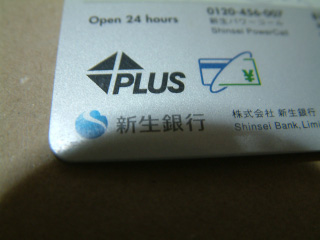 Open 24 hours
0120-456-007
新生パワーコール
Shinsei PowerCall
PLUS
¥
新生銀行
株式会社 新生銀行
Shinsei Bank, Limi